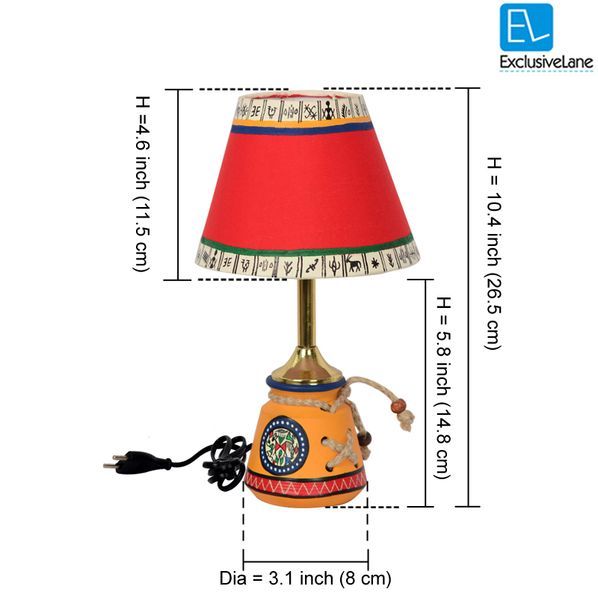 EL
ExclusiveLane
H =4.6 inch (11.5 cm)
H = 10.4 inch (26.5 cm)
H = 5.8 inch (14.8 cm)
Dia = 3.1 inch (8 cm)